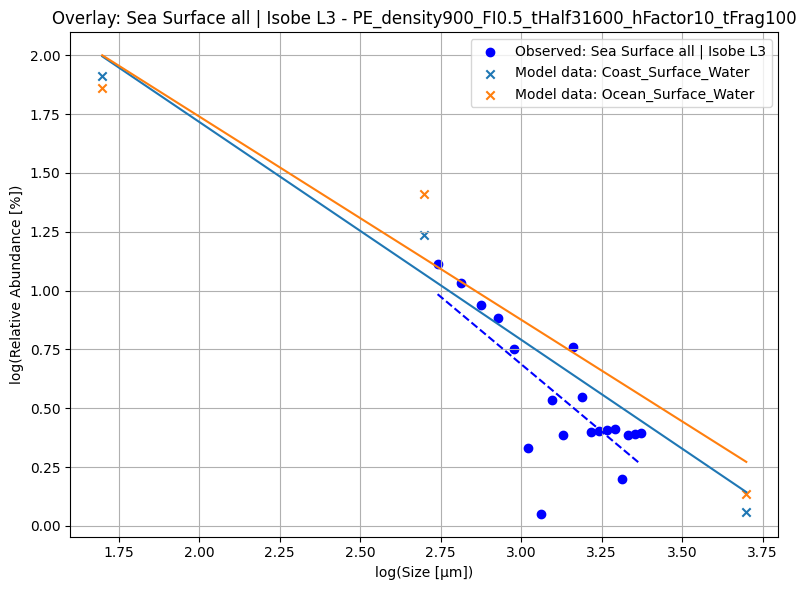 Overlay: Sea Surface all | Isobe L3 - PE_density900_FI0.5_tHalf31600_hFactor10_tFrag100
Observed: Sea Surface all | Isobe L3
Model data: Coast_Surface_Water
Model data: Ocean_Surface_Water
log(Relative Abundance [%])
2.00
1.75
1.50
1.25
1.00
0.75
0.50
0.25
0.00
1.75 2.00 2.25 2.50 2.75 3.00 3.25 3.50 3.75
log(Size [µm])